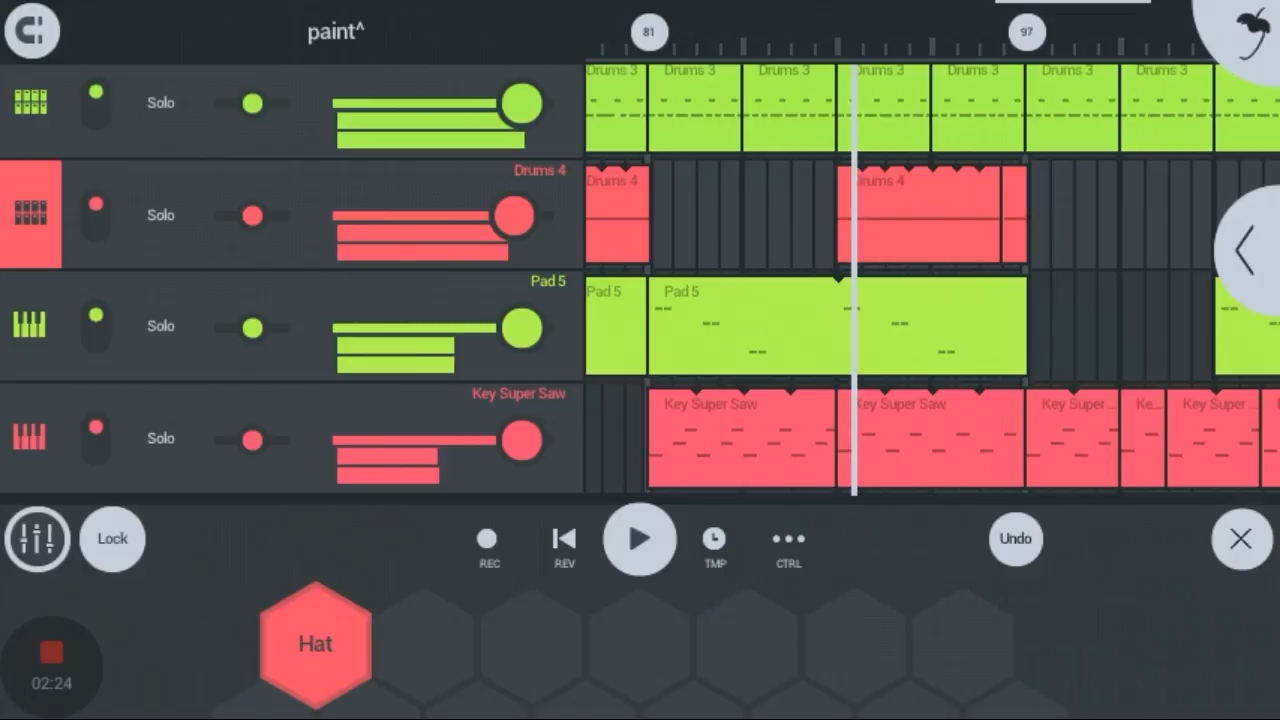 paint^
81
97
Solo
Drums 3 Drums 3 Drums 3 Drums 3 Drums 3 Drums 3 Drums 3
Drums 4
Solo
Drums 4 Drums 4
Pad 5
Solo
Pad 5 Pad 5
Key Super Saw
Solo
Key Super Saw Key Super Saw Key Super ... Ke... Key Super ...
Lock
REC
REV
TMP
CTRL
Undo
Hat
02:24